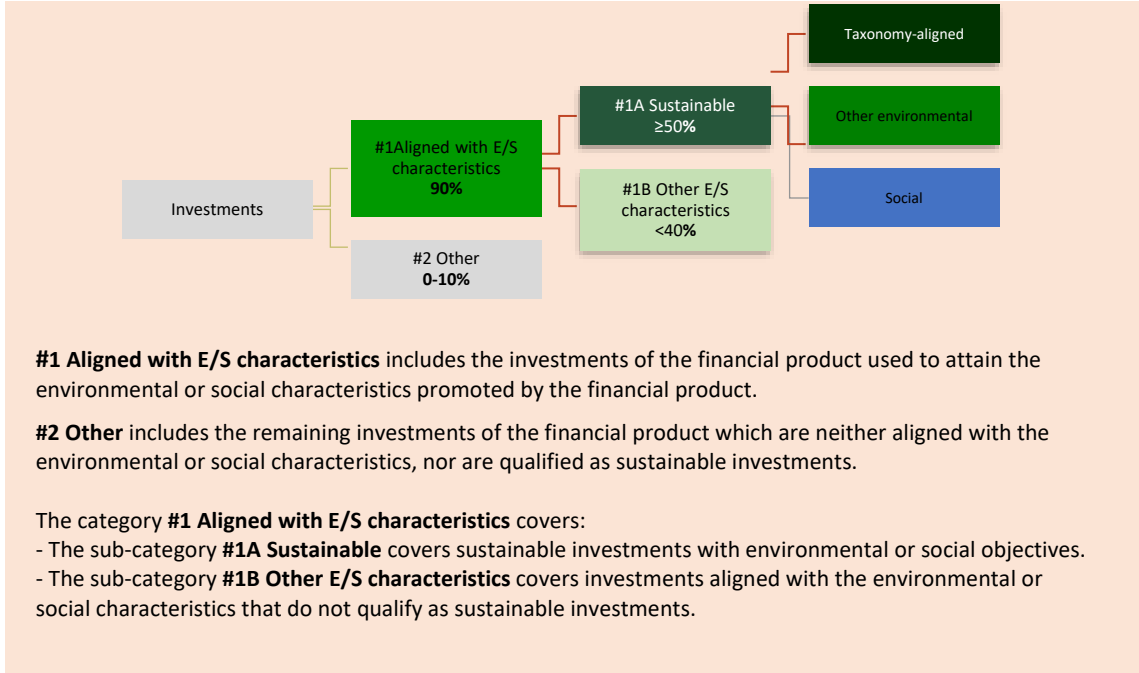 Investments
#1Aligned with E/S
characteristics
90%
#2 Other
0-10%
#1A Sustainable
≥50%
#1B Other E/S
characteristics
<40%
Taxonomy-aligned
Other environmental
Social
#1 Aligned with E/S characteristics includes the investments of the financial product used to attain the
environmental or social characteristics promoted by the financial product.
#2 Other includes the remaining investments of the financial product which are neither aligned with the
environmental or social characteristics, nor are qualified as sustainable investments.
The category #1 Aligned with E/S characteristics covers:
- The sub-category #1A Sustainable covers sustainable investments with environmental or social objectives.
- The sub-category #1B Other E/S characteristics covers investments aligned with the environmental or
social characteristics that do not qualify as sustainable investments.